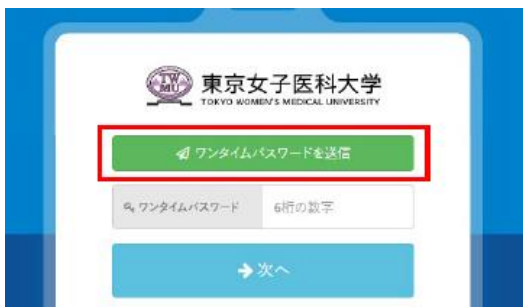 TWMU
東京女子医科大学
TOKYO WOMEN'S MEDICAL UNIVERSITY
ワンタイムパスワードを送信
ワンタイムパスワード 6桁の数字
次へ